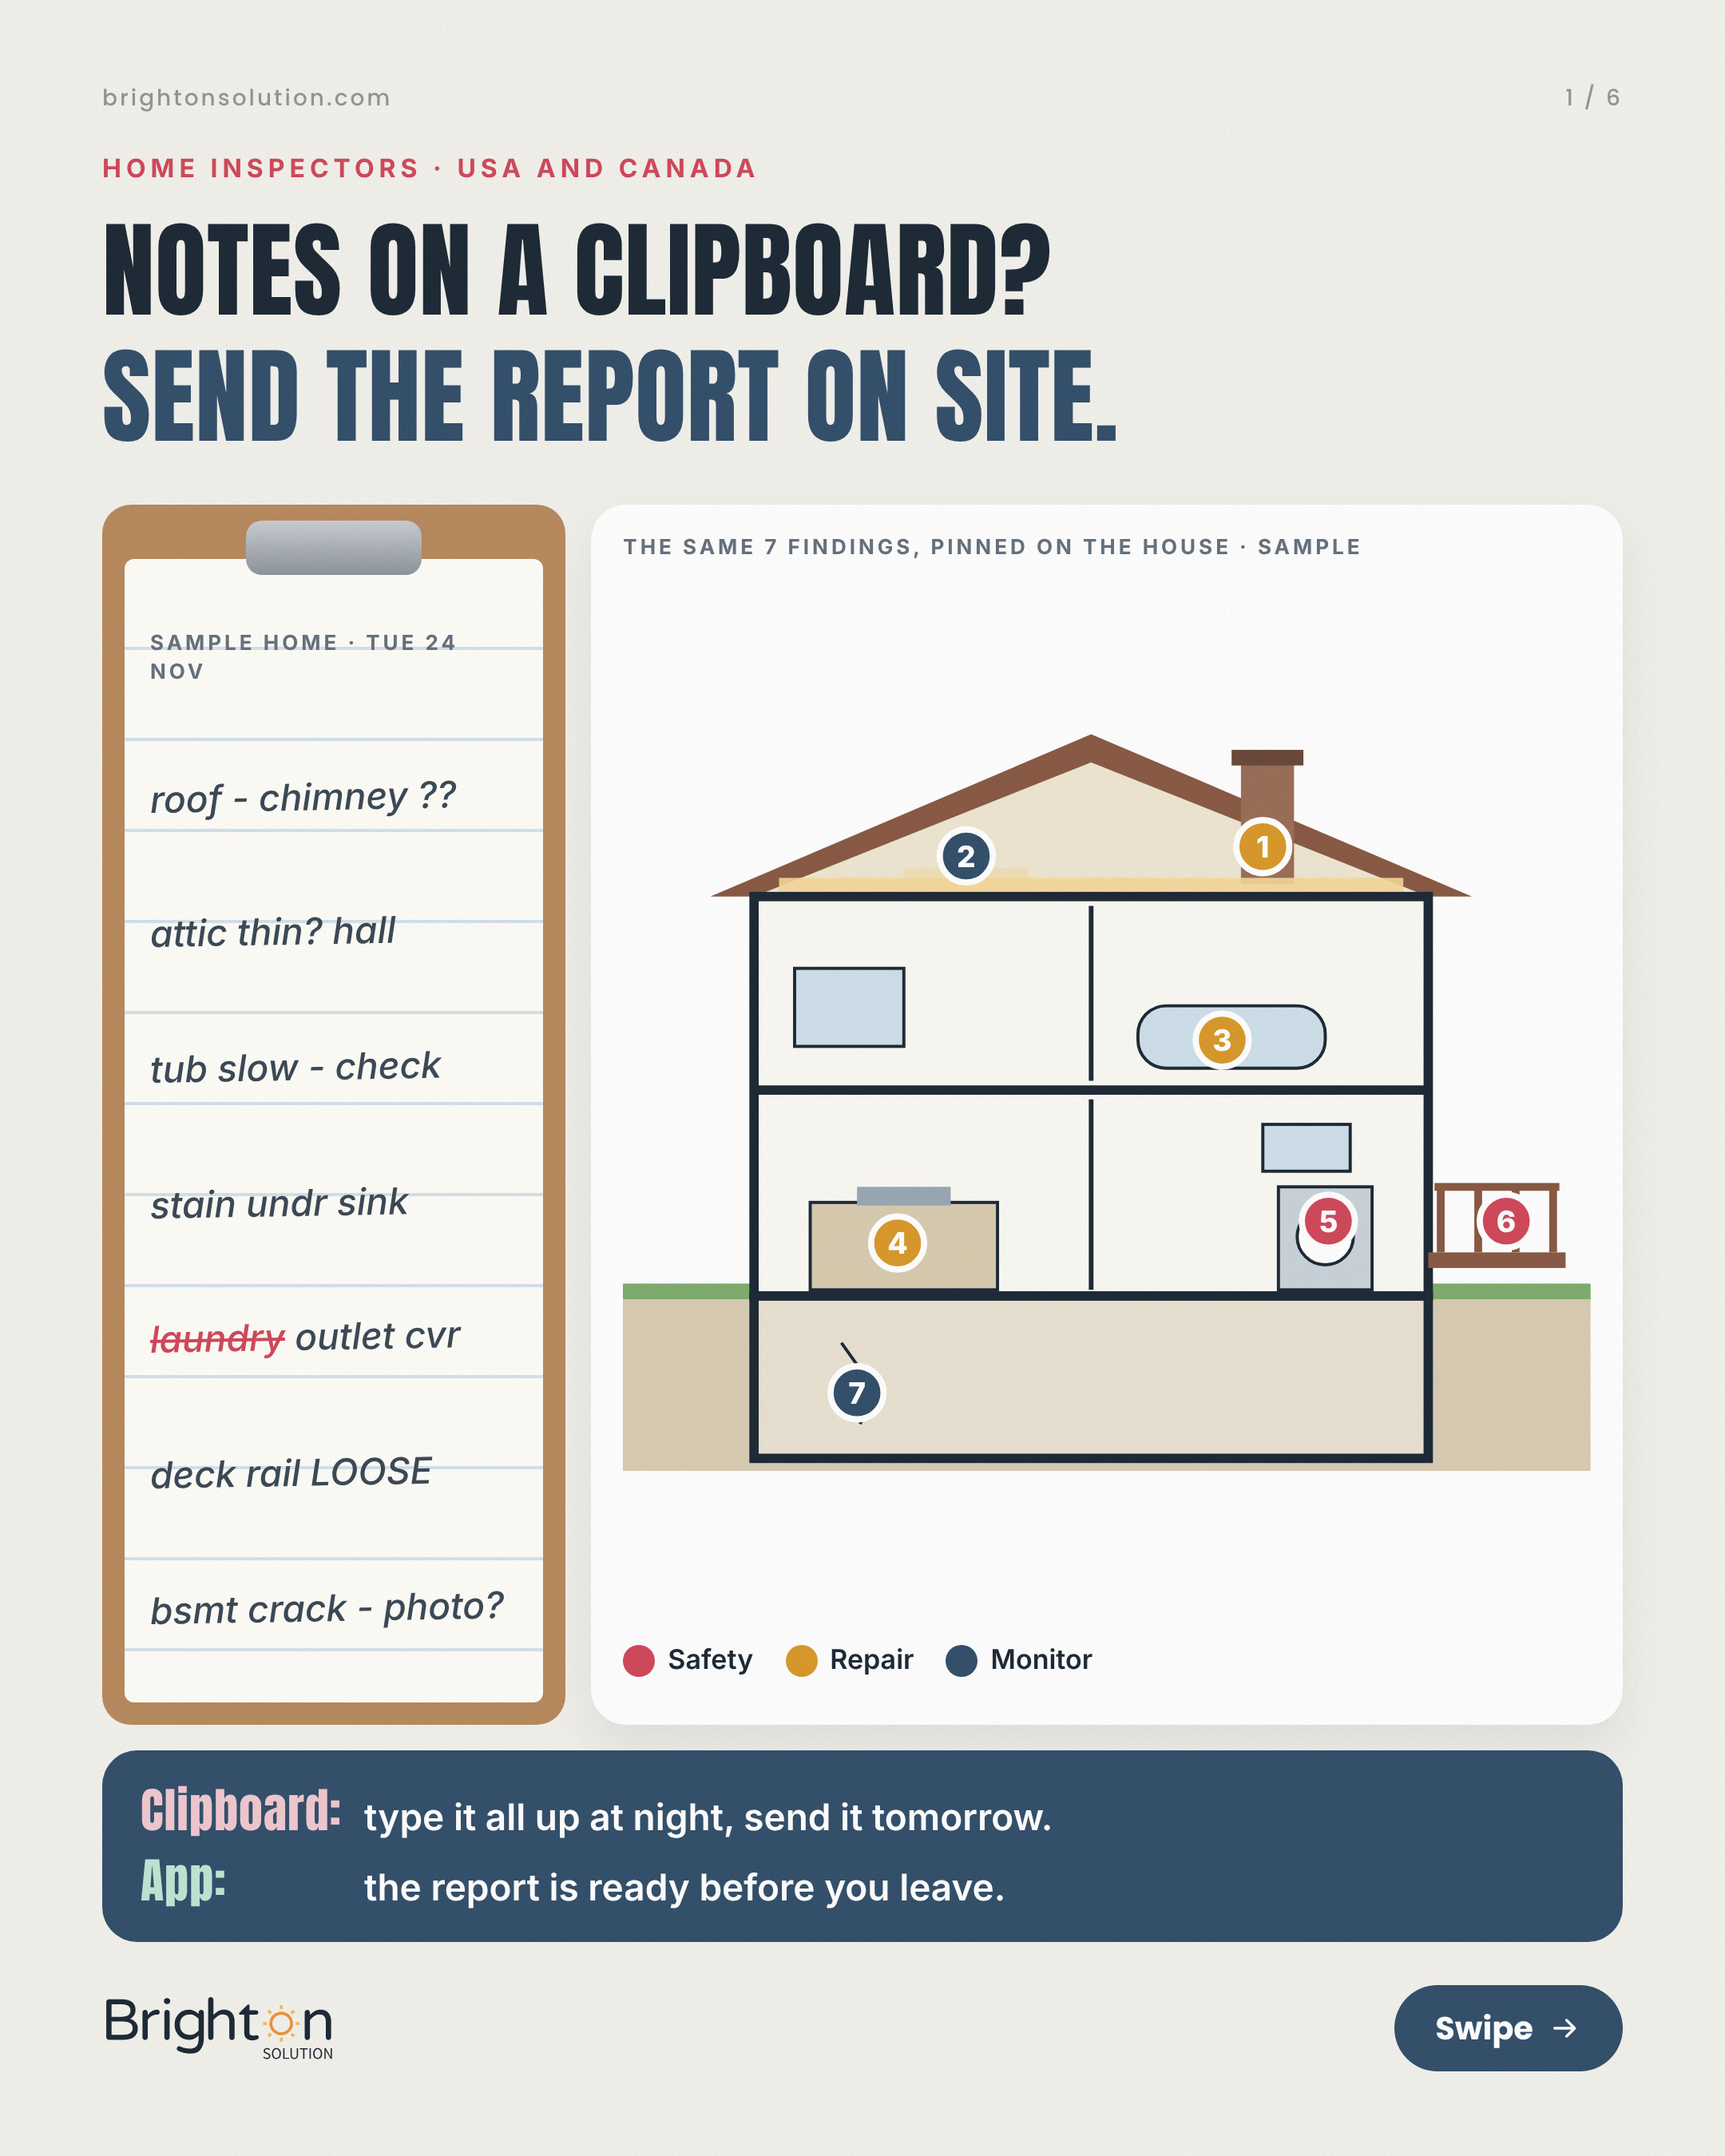 brightonsolution.com
1 / 6
HOME INSPECTORS · USA AND CANADA
NOTES ON A CLIPBOARD?
SEND THE REPORT ON SITE.
SAMPLE HOME · TUE 24
NOV
roof - chimney ??
attic thin? hall
tub slow - check
stain undr sink
laundry outlet cvr
deck rail LOOSE
bsmt crack - photo?
THE SAME 7 FINDINGS, PINNED ON THE HOUSE · SAMPLE
2
1
3
4
5
6
7
Safety
Repair
Monitor
Clipboard: type it all up at night, send it tomorrow.
App: the report is ready before you leave.
Brighton
SOLUTION
Swipe →